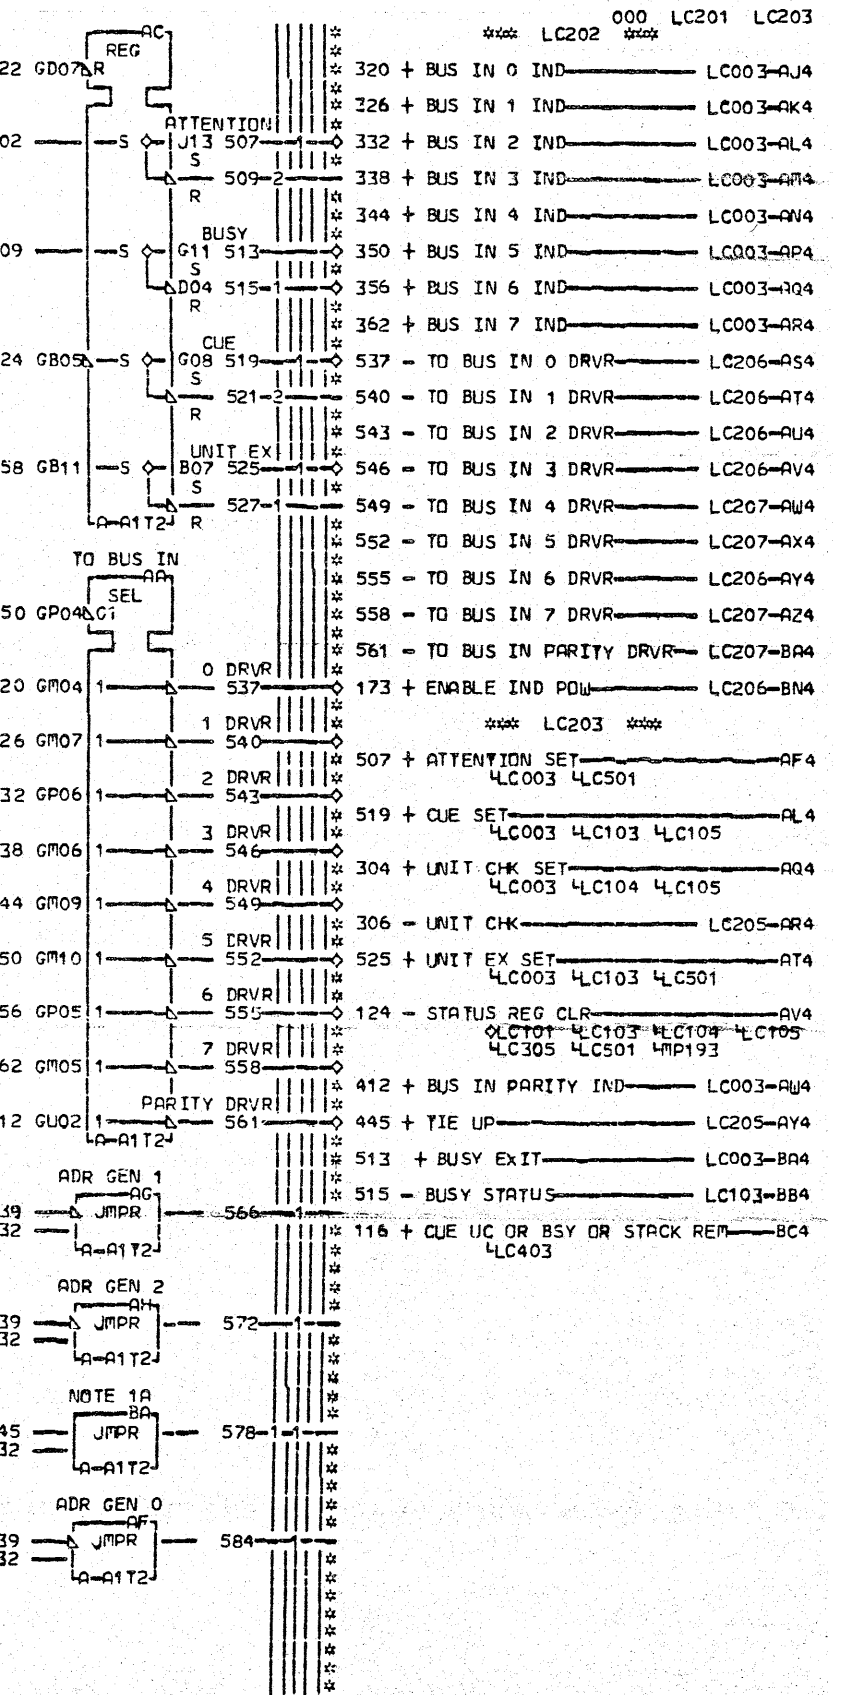 000 LC201 LC203
*** LC202 ***
AC
REG
22 GD07 R
320 + BUS IN 0 IND LC003-AJ4
326 + BUS IN 1 IND LC003-AK4
ATTENTION
02 S J13 507 1 332 + BUS IN 2 IND LC003-AL4
S
509 2 338 + BUS IN 3 IND LC003-AM4
R
344 + BUS IN 4 IND LC003-AN4
BUSY
09 S G11 513 350 + BUS IN 5 IND LC003-AP4
S
D04 515 1 356 + BUS IN 6 IND LC003-AQ4
R
362 + BUS IN 7 IND LC003-AR4
CUE
24 GB05 S G08 519 1 537 - TO BUS IN 0 DRVR LC206-AS4
S
521 2 540 - TO BUS IN 1 DRVR LC206-AT4
R
543 - TO BUS IN 2 DRVR LC206-AU4
UNIT EX
58 GB11 S B07 525 1 546 - TO BUS IN 3 DRVR LC206-AV4
S
527 1 549 - TO BUS IN 4 DRVR LC207-AW4
A-A1T2 R
552 - TO BUS IN 5 DRVR LC207-AX4
TO BUS IN
AA
555 - TO BUS IN 6 DRVR LC206-AY4
SEL
50 GP04 G1 558 - TO BUS IN 7 DRVR LC207-AZ4
561 - TO BUS IN PARITY DRVR LC207-BA4
0 DRVR
20 GM04 1 537 173 + ENABLE IND POW LC206-BN4
*** LC203 ***
1 DRVR
26 GM07 1 540
507 + ATTENTION SET AF4
LC003 LC501
2 DRVR
32 GP06 1 543
519 + CUE SET AL4
LC003 LC103 LC105
3 DRVR
38 GM06 1 546
304 + UNIT CHK SET AQ4
LC003 LC104 LC105
4 DRVR
44 GM09 1 549
306 - UNIT CHK LC205-AR4
5 DRVR
50 GM10 1 552 525 + UNIT EX SET AT4
LC003 LC103 LC501
6 DRVR
56 GP05 1 555 124 - STATUS REG CLR AV4
LC101 LC103 LC104 LC105
LC305 LC501 MP193
7 DRVR
62 GM05 1 558
412 + BUS IN PARITY IND LC003-AW4
PARITY DRVR
12 GU02 1 561 445 + TIE UP LC205-AY4
A-A1T2
513 + BUSY EXIT LC003-BA4
ADR GEN 1
AG
515 - BUSY STATUS LC103-BB4
39 JMPR 566 1
32
116 + CUE UC OR BSY OR STACK REM BC4
LC403
A-A1T2
ADR GEN 2
AH
39 JMPR 572 1
32
A-A1T2
NOTE 1A
BA
45 JMPR 578 1 1
32
A-A1T2
ADR GEN 0
AF
39 JMPR 584 1
32
A-A1T2